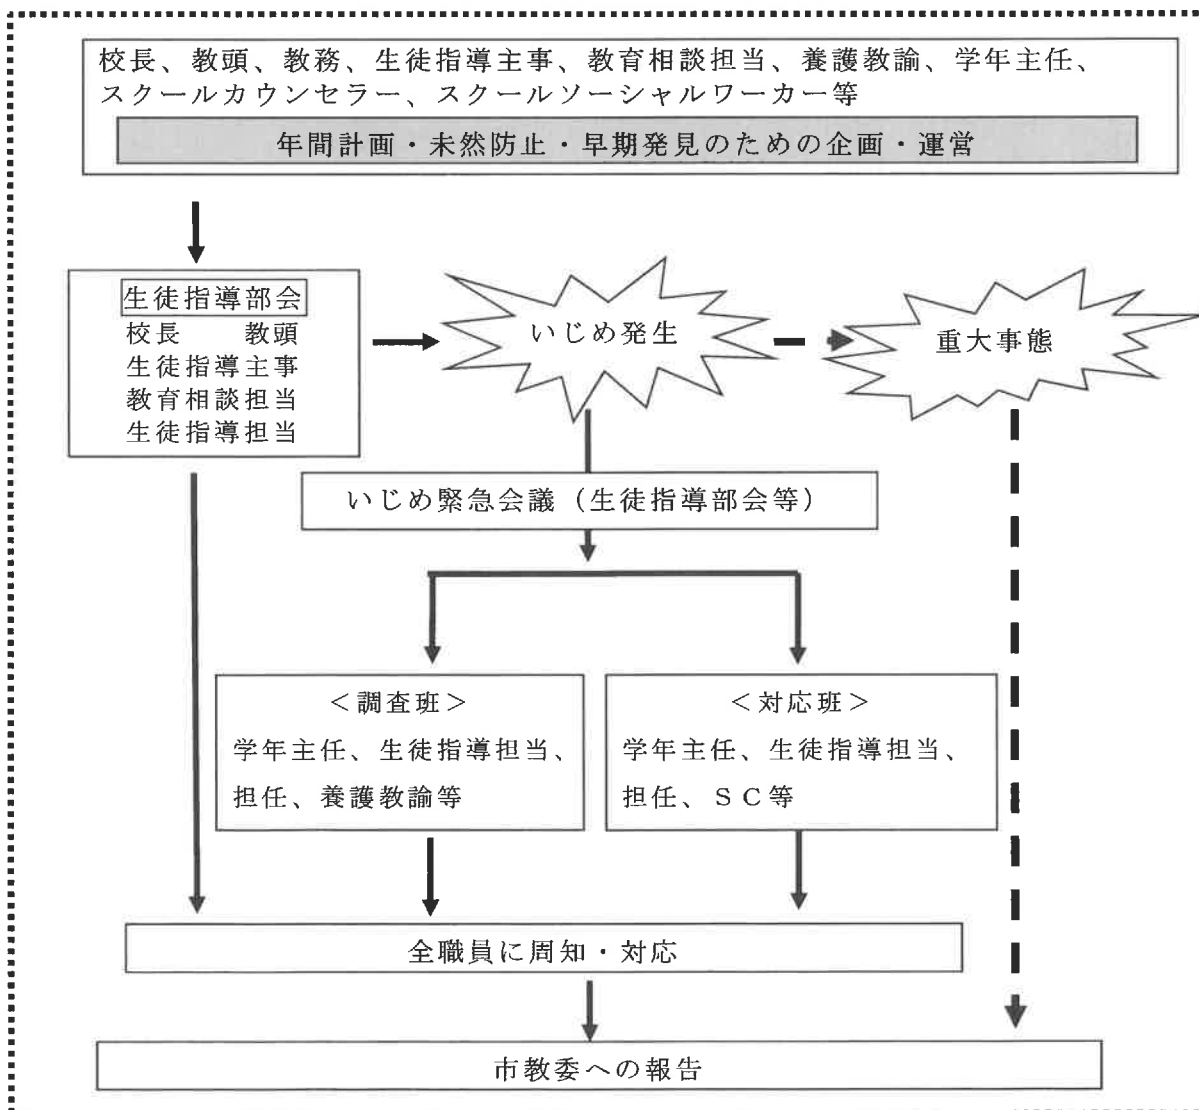 校長、教頭、教務、生徒指導主事、教育相談担当、養護教諭、学年主任、
スクールカウンセラー、スクールソーシャルワーカー等
年間計画・未然防止・早期発見のための企画・運営
生徒指導部会
校長　　教頭
生徒指導主事
教育相談担当
生徒指導担当
いじめ発生
重大事態
いじめ緊急会議（生徒指導部会等）
＜調査班＞
学年主任、生徒指導担当、
担任、養護教諭等
＜対応班＞
学年主任、生徒指導担当、
担任、ＳＣ等
全職員に周知・対応
市教委への報告